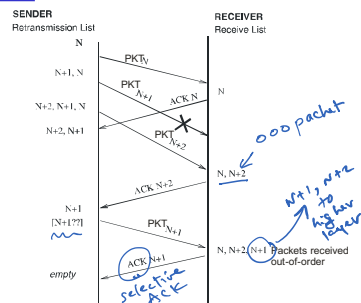 SENDER
Retransmission List
RECEIVER
Receive List
N
PKT N
N+1, N
N
PKT N+1
ACK N
N+2, N+1, N
N+2, N+1
PKT N+2
ooo packet
N, N+2
ACK N+2
N+1, N+2
to
higher
layer
N+1
[N+1??]
PKT N+1
N, N+2, N+1
Packets received
out-of-order
ACK N+1
empty
selective
ACK